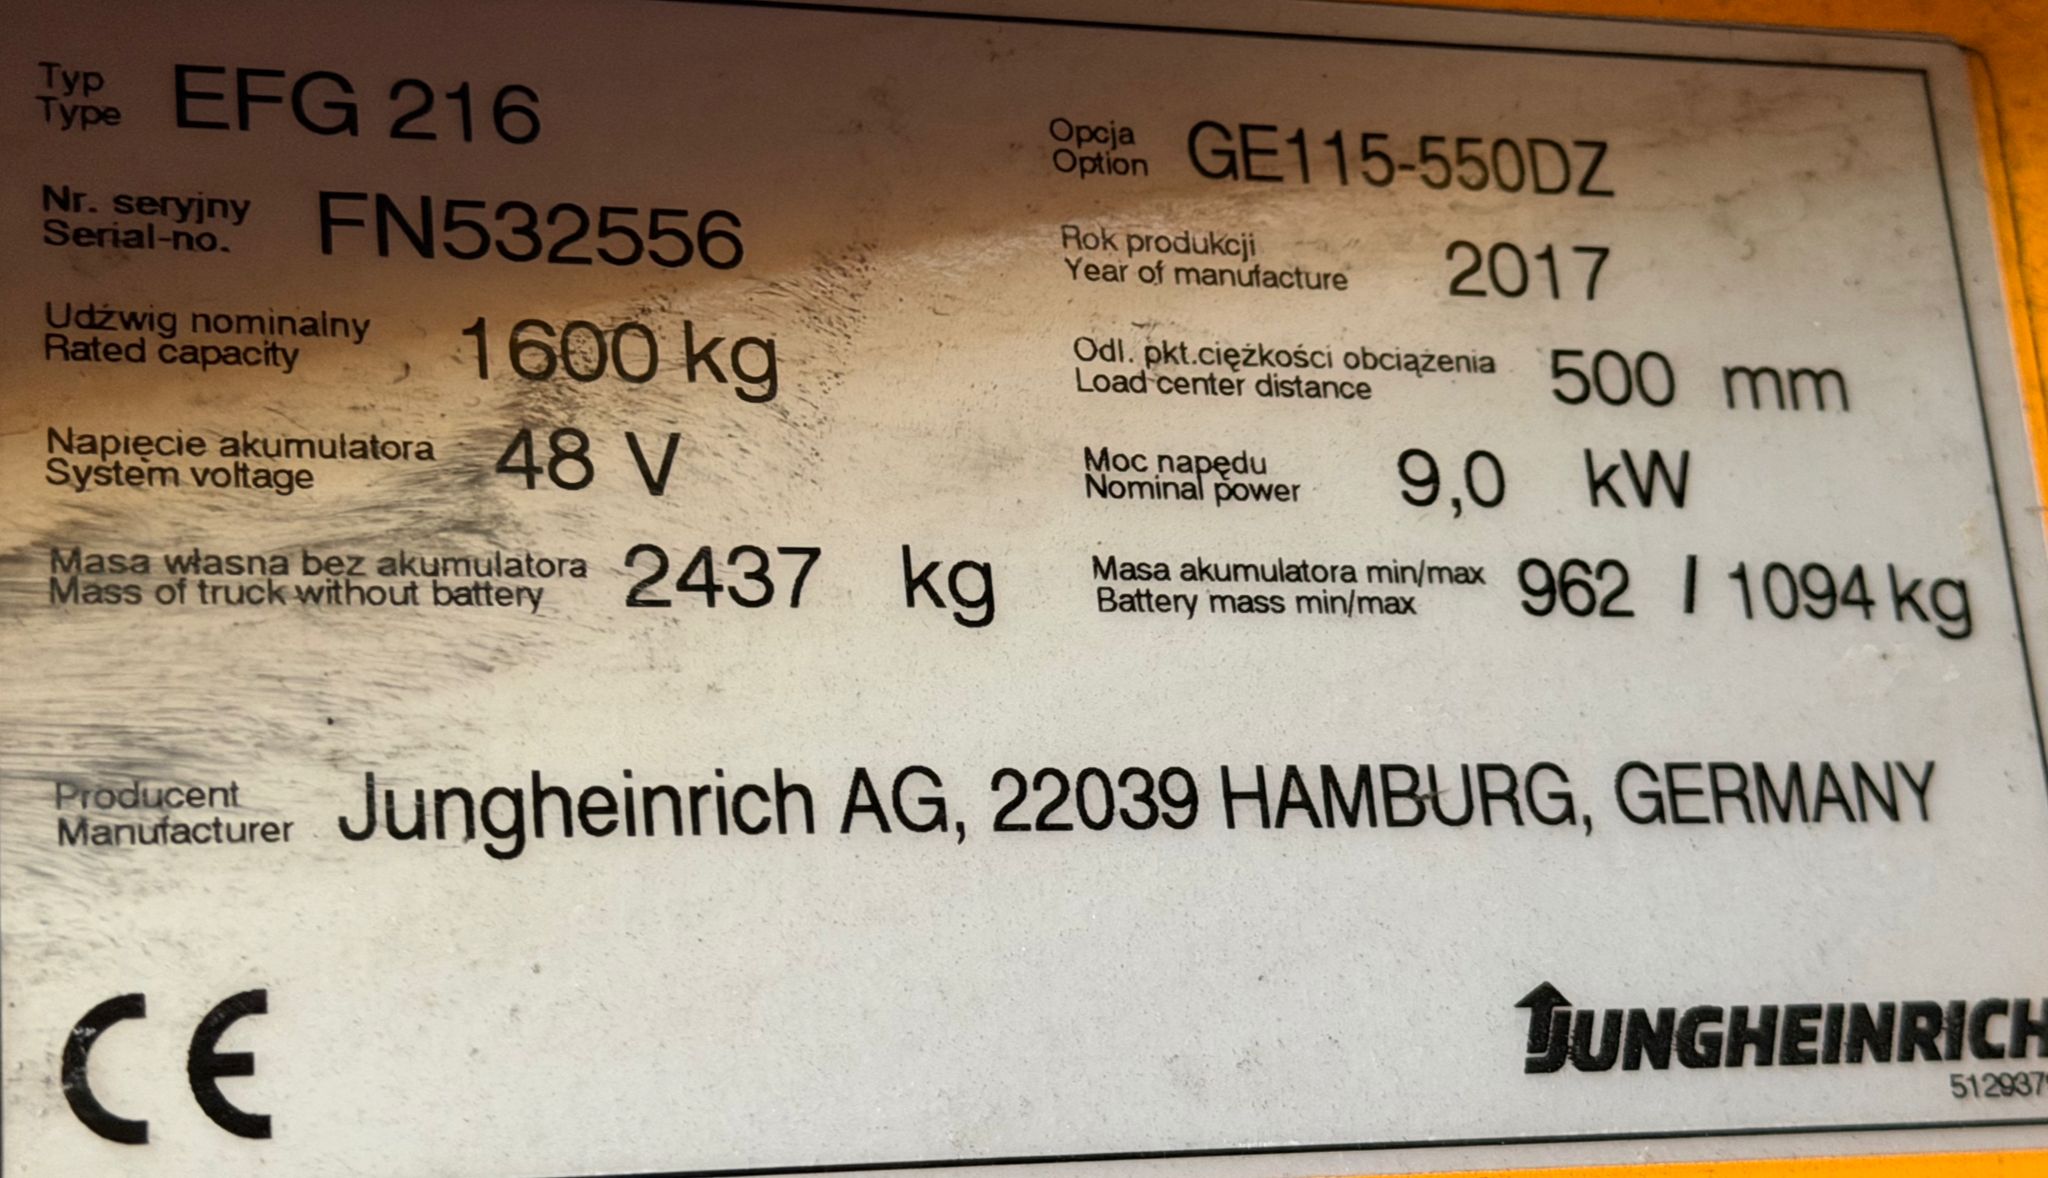 Typ
Type EFG 216
Opcja
Option GE115-550DZ
Nr. seryjny
Serial-no. FN532556
Rok produkcji
Year of manufacture 2017
Udźwig nominalny
Rated capacity 1600 kg
Odl. pkt.ciężkości obciążenia
Load center distance 500 mm
Napięcie akumulatora
System voltage 48 V
Moc napędu
Nominal power 9,0 kW
Masa własna bez akumulatora
Mass of truck without battery 2437 kg
Masa akumulatora min/max
Battery mass min/max 962 / 1094 kg
Producent
Manufacturer Jungheinrich AG, 22039 HAMBURG, GERMANY
CE
JUNGHEINRICH